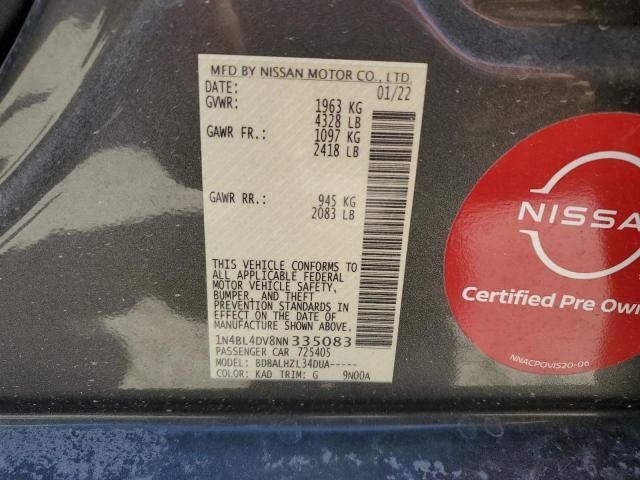 MFD BY NISSAN MOTOR CO., LTD.
DATE: 01/22
GVWR: 1963 KG
4328 LB
GAWR FR.: 1097 KG
2418 LB
GAWR RR.: 945 KG
2083 LB
THIS VEHICLE CONFORMS TO
ALL APPLICABLE FEDERAL
MOTOR VEHICLE SAFETY,
BUMPER, AND THEFT
PREVENTION STANDARDS IN
EFFECT ON THE DATE OF
MANUFACTURE SHOWN ABOVE.
1N4BL4DV8NN335083
PASSENGER CAR 725405
MODEL: BDBALHZL34DUA-----
COLOR: KAD TRIM: G 9N00A
NISSA
Certified Pre Own
NNACPOVIS20-06